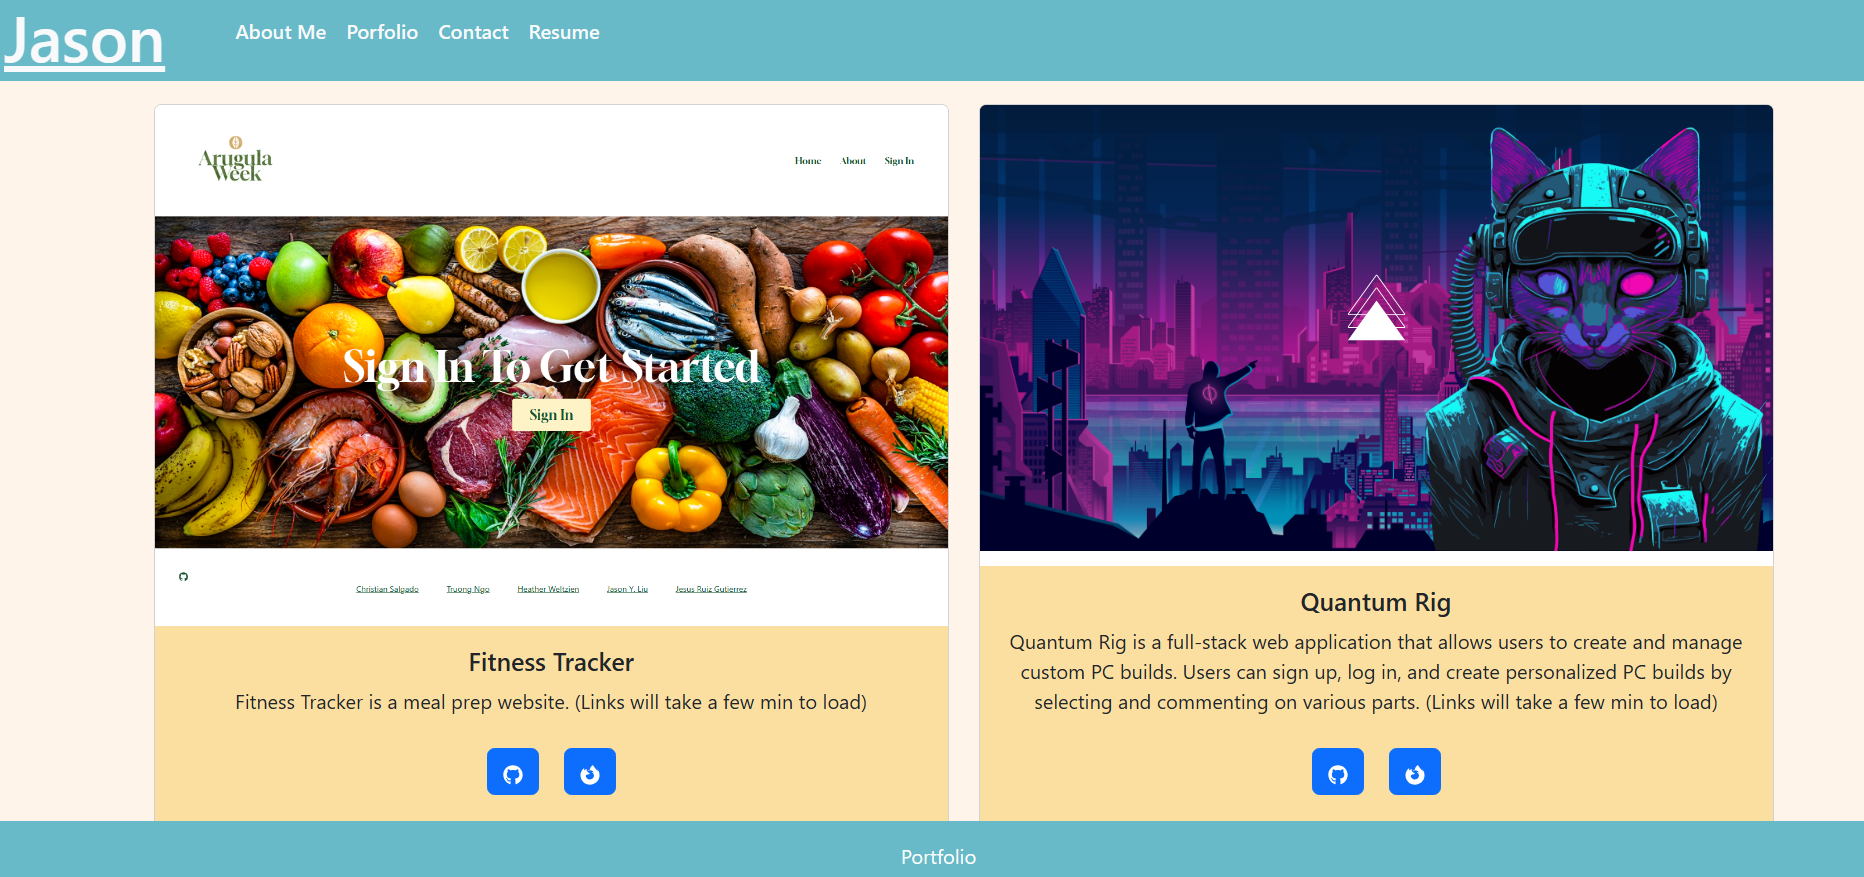 Jason
About Me Porfolio Contact Resume
Arugula
Week
Home About Sign In
Sign In To Get Started
Sign In
Christian Salgado Truong Ngo Heather Weltzien Jason Y. Liu Jesus Ruiz Gutierrez
Fitness Tracker
Fitness Tracker is a meal prep website. (Links will take a few min to load)
Quantum Rig
Quantum Rig is a full-stack web application that allows users to create and manage
custom PC builds. Users can sign up, log in, and create personalized PC builds by
selecting and commenting on various parts. (Links will take a few min to load)
Portfolio